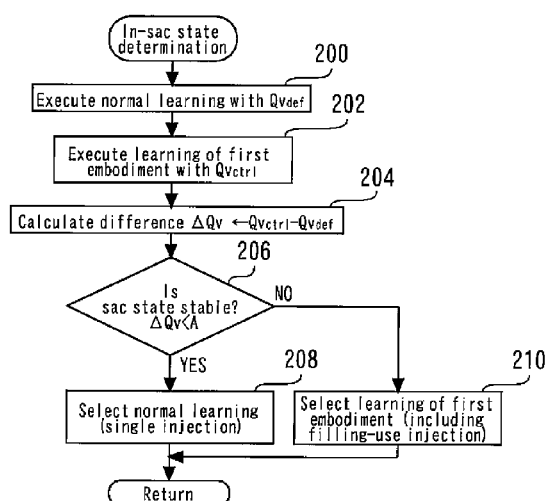 In-sac state
determination
200
Execute normal learning with Qvdef
202
Execute learning of first
embodiment with Qvctrl
204
Calculate difference ΔQv ←Qvctrl-Qvdef
206
Is
sac state stable?
ΔQv<A
NO
YES
208
Select normal learning
(single injection)
210
Select learning of first
embodiment (including
filling-use injection)
Return